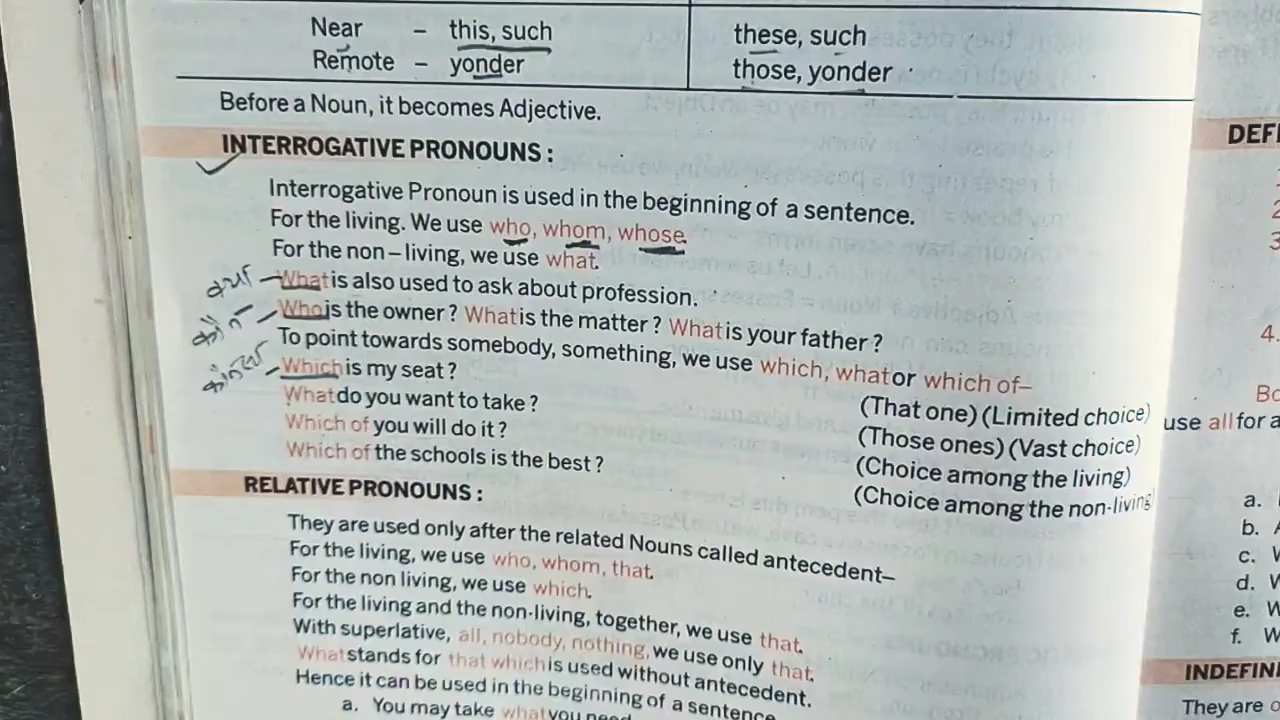 Near – this, such these, such
Remote – yonder those, yonder
Before a Noun, it becomes Adjective.
INTERROGATIVE PRONOUNS :
Interrogative Pronoun is used in the beginning of a sentence.
For the living. We use who, whom, whose.
For the non – living, we use what.
What is also used to ask about profession.
Who is the owner ? What is the matter ? What is your father ?
To point towards somebody, something, we use which, what or which of–
Which is my seat ? (That one) (Limited choice)
What do you want to take ? (Those ones) (Vast choice)
Which of you will do it ? (Choice among the living)
Which of the schools is the best ? (Choice among the non-living
RELATIVE PRONOUNS :
They are used only after the related Nouns called antecedent–
For the living, we use who, whom, that.
For the non living, we use which.
For the living and the non-living, together, we use that.
With superlative, all, nobody, nothing, we use only that.
What stands for that which is used without antecedent.
Hence it can be used in the beginning of a sentence
a. You may take what you need
DEFI
4.
use all for a
a.
b.
c. W
d. W
e. W
f. W
INDEFIN
They are